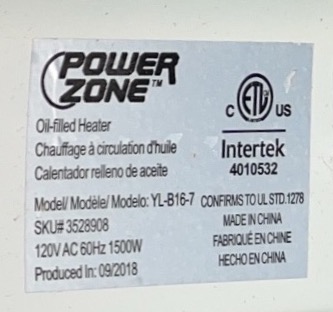 POWER
ZONE™
Oil-filled Heater
Chauffage à circulation d'huile
Calentador relleno de aceite
Model/ Modèle/ Modelo: YL-B16-7
SKU# 3528908
120V AC 60Hz 1500W
Produced In: 09/2018
C ETL US
Intertek
4010532
CONFIRMS TO UL STD.1278
MADE IN CHINA
FABRIQUÉ EN CHINE
HECHO EN CHINA